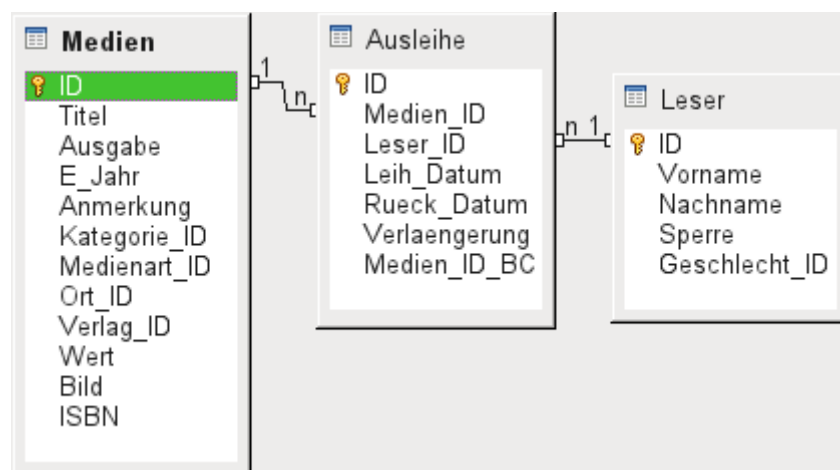 Medien
ID
Titel
Ausgabe
E_Jahr
Anmerkung
Kategorie_ID
Medienart_ID
Ort_ID
Verlag_ID
Wert
Bild
ISBN
1
n
Ausleihe
ID
Medien_ID
Leser_ID
Leih_Datum
Rueck_Datum
Verlaengerung
Medien_ID_BC
n 1
Leser
ID
Vorname
Nachname
Sperre
Geschlecht_ID